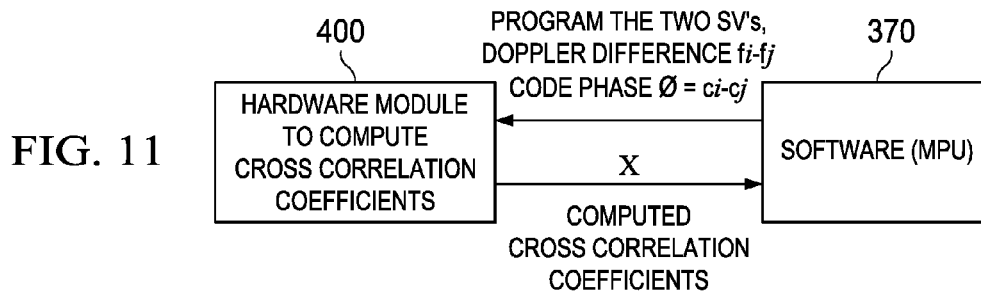 FIG. 11
400
HARDWARE MODULE
TO COMPUTE
CROSS CORRELATION
COEFFICIENTS
PROGRAM THE TWO SV's,
DOPPLER DIFFERENCE fi-fj
CODE PHASE Ø = ci-cj
X
COMPUTED
CROSS CORRELATION
COEFFICIENTS
370
SOFTWARE (MPU)